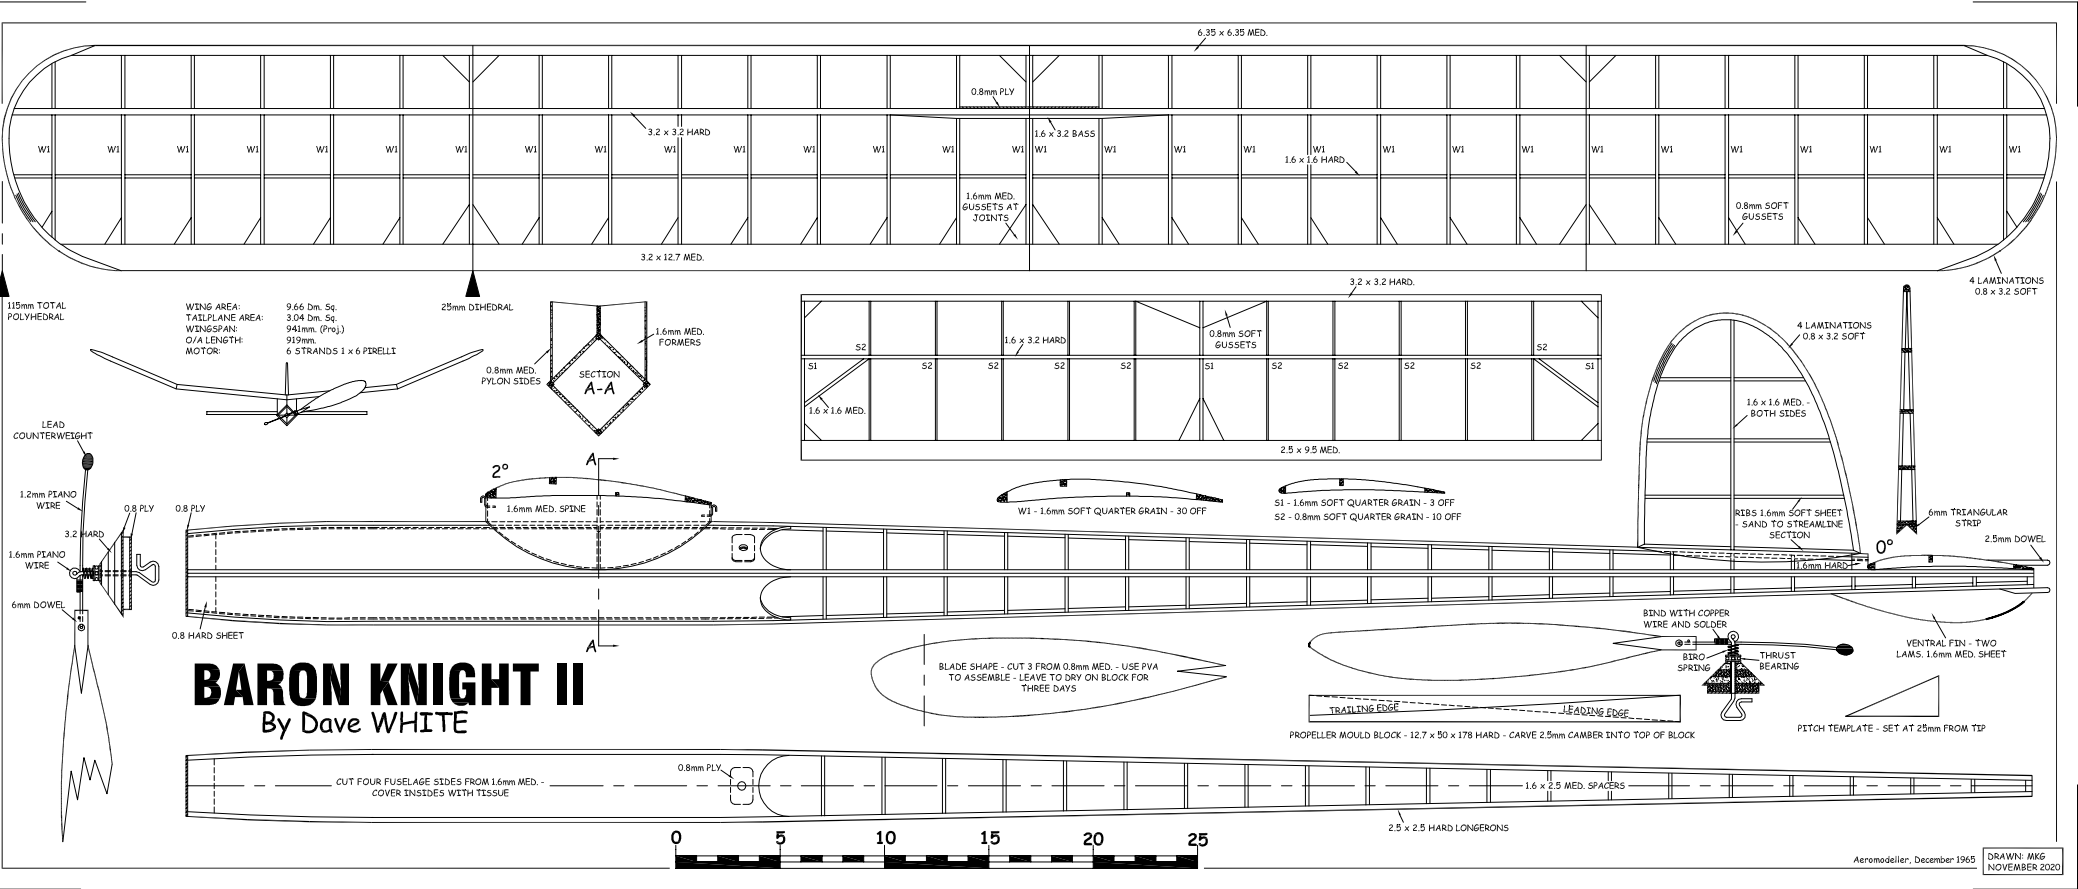 6.35 x 6.35 MED.
0.8mm PLY
3.2 x 3.2 HARD
1.6 x 3.2 BASS
W1 W1 W1 W1 W1 W1 W1 W1 W1 W1 W1 W1 W1 W1 W1 W1 W1 W1 W1 W1 W1 W1 W1 W1 W1 W1 W1 W1 W1 W1
1.6 x 1.6 HARD
1.6mm MED.
GUSSETS AT
JOINTS
0.8mm SOFT
GUSSETS
3.2 x 12.7 MED.
4 LAMINATIONS
0.8 x 3.2 SOFT
115mm TOTAL
POLYHEDRAL
25mm DIHEDRAL
WING AREA: 9.66 Dm. Sq.
TAILPLANE AREA: 3.04 Dm. Sq.
WINGSPAN: 941mm. (Proj.)
O/A LENGTH: 919mm.
MOTOR: 6 STRANDS 1 x 6 PIRELLI
1.6mm MED.
FORMERS
0.8mm MED.
PYLON SIDES
SECTION
A-A
3.2 x 3.2 HARD.
0.8mm SOFT
GUSSETS
1.6 x 3.2 HARD
S2 S2
S1 S2 S2 S2 S2 S1 S2 S2 S2 S2 S1
1.6 x 1.6 MED.
2.5 x 9.5 MED.
4 LAMINATIONS
0.8 x 3.2 SOFT
1.6 x 1.6 MED. -
BOTH SIDES
RIBS 1.6mm SOFT SHEET
- SAND TO STREAMLINE
SECTION
6mm TRIANGULAR
STRIP
2.5mm DOWEL
0°
1.6mm HARD
LEAD
COUNTERWEIGHT
1.2mm PIANO
WIRE
0.8 PLY
3.2 HARD
1.6mm PIANO
WIRE
6mm DOWEL
0.8 PLY
2°
A
1.6mm MED. SPINE
W1 - 1.6mm SOFT QUARTER GRAIN - 30 OFF
S1 - 1.6mm SOFT QUARTER GRAIN - 3 OFF
S2 - 0.8mm SOFT QUARTER GRAIN - 10 OFF
0.8 HARD SHEET
A
BIND WITH COPPER
WIRE AND SOLDER
BIRO
SPRING
THRUST
BEARING
VENTRAL FIN - TWO
LAMS. 1.6mm MED. SHEET
BARON KNIGHT II
By Dave WHITE
BLADE SHAPE - CUT 3 FROM 0.8mm MED. - USE PVA
TO ASSEMBLE - LEAVE TO DRY ON BLOCK FOR
THREE DAYS
TRAILING EDGE
LEADING EDGE
PROPELLER MOULD BLOCK - 12.7 x 50 x 178 HARD - CARVE 2.5mm CAMBER INTO TOP OF BLOCK
PITCH TEMPLATE - SET AT 25mm FROM TIP
CUT FOUR FUSELAGE SIDES FROM 1.6mm MED. -
COVER INSIDES WITH TISSUE
0.8mm PLY
1.6 x 2.5 MED. SPACERS
2.5 x 2.5 HARD LONGERONS
0 5 10 15 20 25
Aeromodeller, December 1965
DRAWN: MKG
NOVEMBER 2020